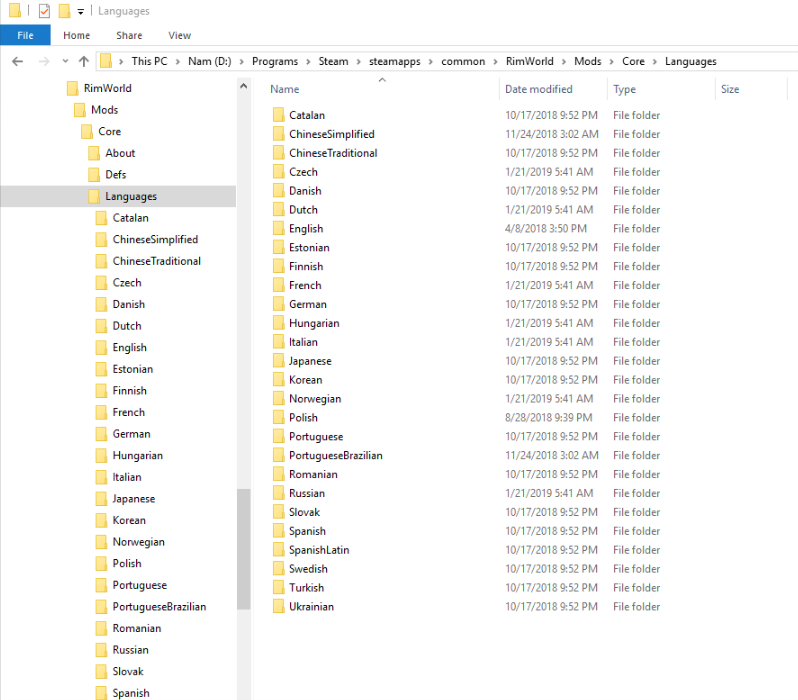 Languages
File Home Share View
This PC Nam (D:) Programs Steam steamapps common RimWorld Mods Core Languages
RimWorld
Mods
Core
About
Defs
Languages
Catalan
ChineseSimplified
ChineseTraditional
Czech
Danish
Dutch
English
Estonian
Finnish
French
German
Hungarian
Italian
Japanese
Korean
Norwegian
Polish
Portuguese
PortugueseBrazilian
Romanian
Russian
Slovak
Spanish
Name Date modified Type Size
Catalan 10/17/2018 9:52 PM File folder
ChineseSimplified 11/24/2018 3:02 AM File folder
ChineseTraditional 10/17/2018 9:52 PM File folder
Czech 1/21/2019 5:41 AM File folder
Danish 10/17/2018 9:52 PM File folder
Dutch 1/21/2019 5:41 AM File folder
English 4/8/2018 3:50 PM File folder
Estonian 10/17/2018 9:52 PM File folder
Finnish 10/17/2018 9:52 PM File folder
French 1/21/2019 5:41 AM File folder
German 10/17/2018 9:52 PM File folder
Hungarian 1/21/2019 5:41 AM File folder
Italian 1/21/2019 5:41 AM File folder
Japanese 10/17/2018 9:52 PM File folder
Korean 10/17/2018 9:52 PM File folder
Norwegian 1/21/2019 5:41 AM File folder
Polish 8/28/2018 9:39 PM File folder
Portuguese 10/17/2018 9:52 PM File folder
PortugueseBrazilian 11/24/2018 3:02 AM File folder
Romanian 10/17/2018 9:52 PM File folder
Russian 1/21/2019 5:41 AM File folder
Slovak 10/17/2018 9:52 PM File folder
Spanish 10/17/2018 9:52 PM File folder
SpanishLatin 10/17/2018 9:52 PM File folder
Swedish 10/17/2018 9:52 PM File folder
Turkish 10/17/2018 9:52 PM File folder
Ukrainian 10/17/2018 9:52 PM File folder